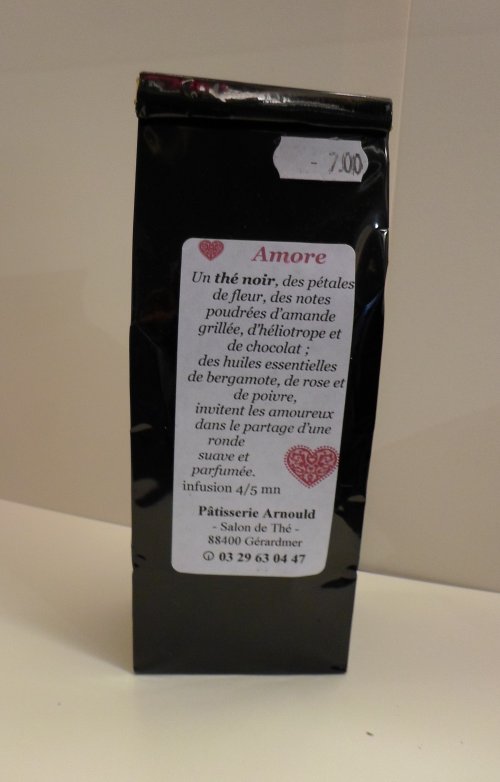 - 7.00
Amore
Un thé noir, des pétales
de fleur, des notes
poudrées d'amande
grillée, d'héliotrope et
de chocolat ;
des huiles essentielles
de bergamote, de rose et
de poivre,
invitent les amoureux
dans le partage d'une
ronde
suave et
parfumée.
infusion 4/5 mn
Pâtisserie Arnould
- Salon de Thé -
88400 Gérardmer
✆ 03 29 63 04 47